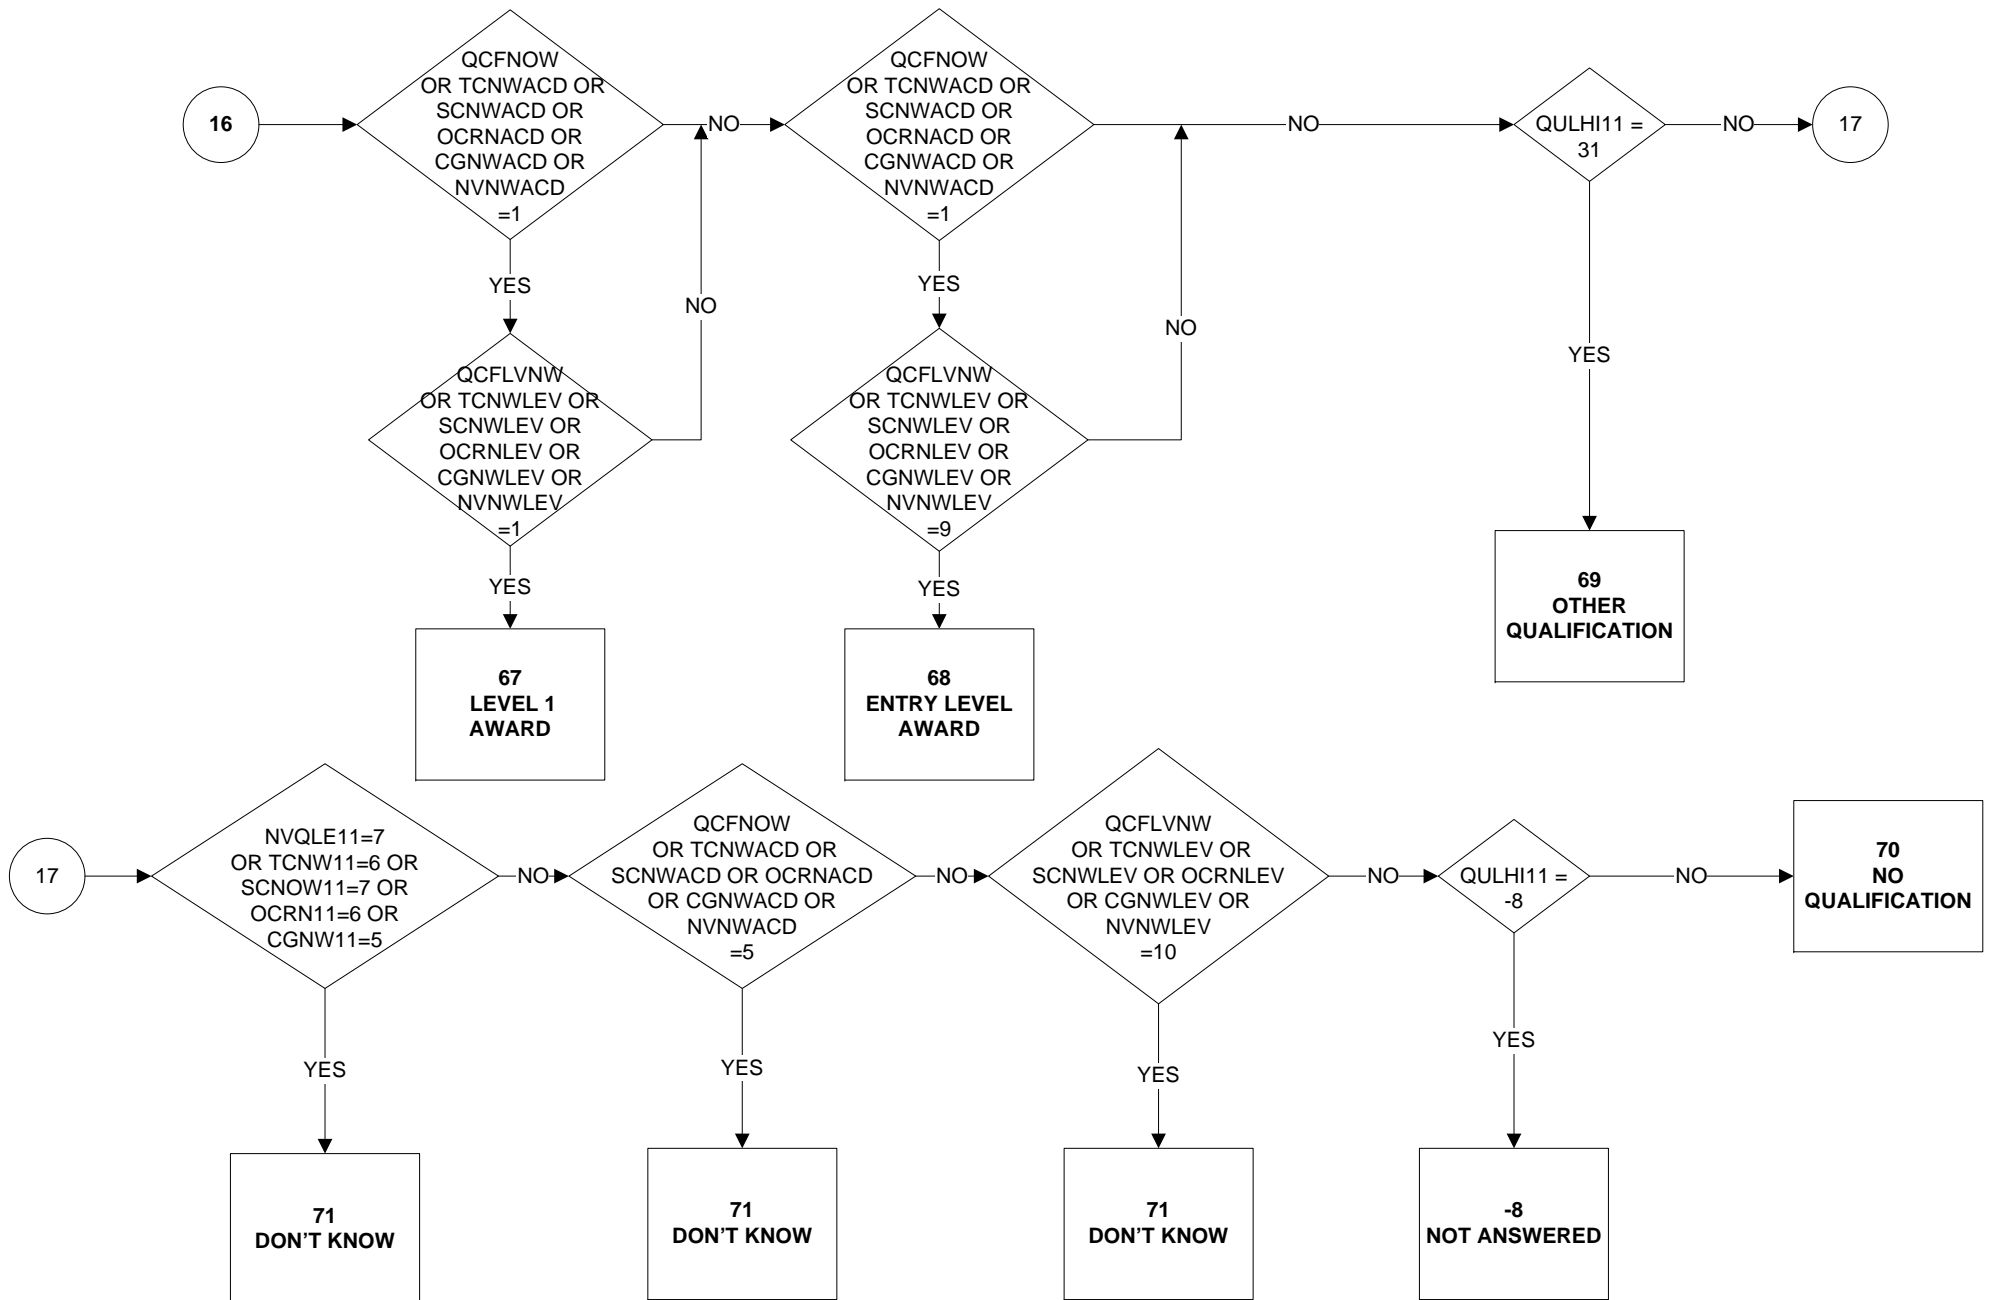 16
QCFNOW
OR TCNWACD OR
SCNWACD OR
OCRNACD OR
CGNWACD OR
NVNWACD
=1
NO
QCFNOW
OR TCNWACD OR
SCNWACD OR
OCRNACD OR
CGNWACD OR
NVNWACD
=1
NO
QULHI11 =
31
NO
17
YES
NO
YES
NO
YES
QCFLVNW
OR TCNWLEV OR
SCNWLEV OR
OCRNLEV OR
CGNWLEV OR
NVNWLEV
=1
QCFLVNW
OR TCNWLEV OR
SCNWLEV OR
OCRNLEV OR
CGNWLEV OR
NVNWLEV
=9
YES
YES
67
LEVEL 1
AWARD
68
ENTRY LEVEL
AWARD
69
OTHER
QUALIFICATION
17
NVQLE11=7
OR TCNW11=6 OR
SCNOW11=7 OR
OCRN11=6 OR
CGNW11=5
NO
QCFNOW
OR TCNWACD OR
SCNWACD OR OCRNACD
OR CGNWACD OR
NVNWACD
=5
NO
QCFLVNW
OR TCNWLEV OR
SCNWLEV OR OCRNLEV
OR CGNWLEV OR
NVNWLEV
=10
NO
QULHI11 =
-8
NO
70
NO
QUALIFICATION
YES
YES
YES
YES
71
DON’T KNOW
71
DON’T KNOW
71
DON’T KNOW
-8
NOT ANSWERED